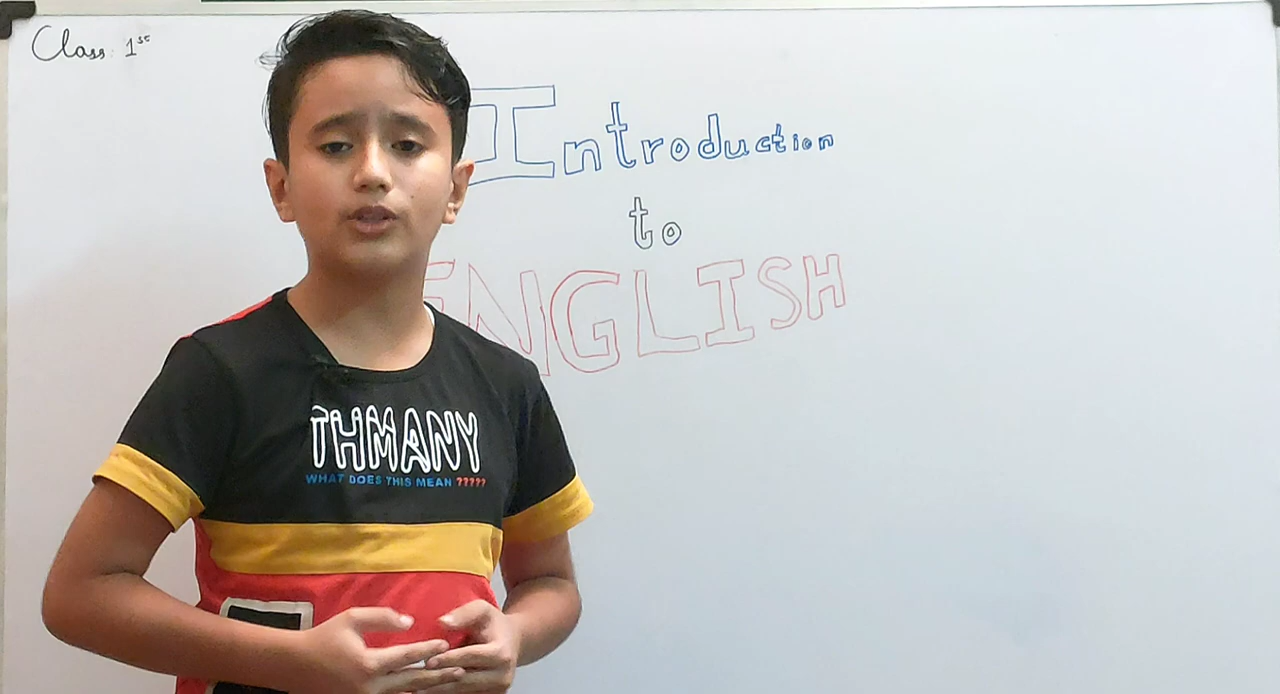 Class: 1st
Introduction
to
ENGLISH
THMANY
WHAT DOES THIS MEAN ?????